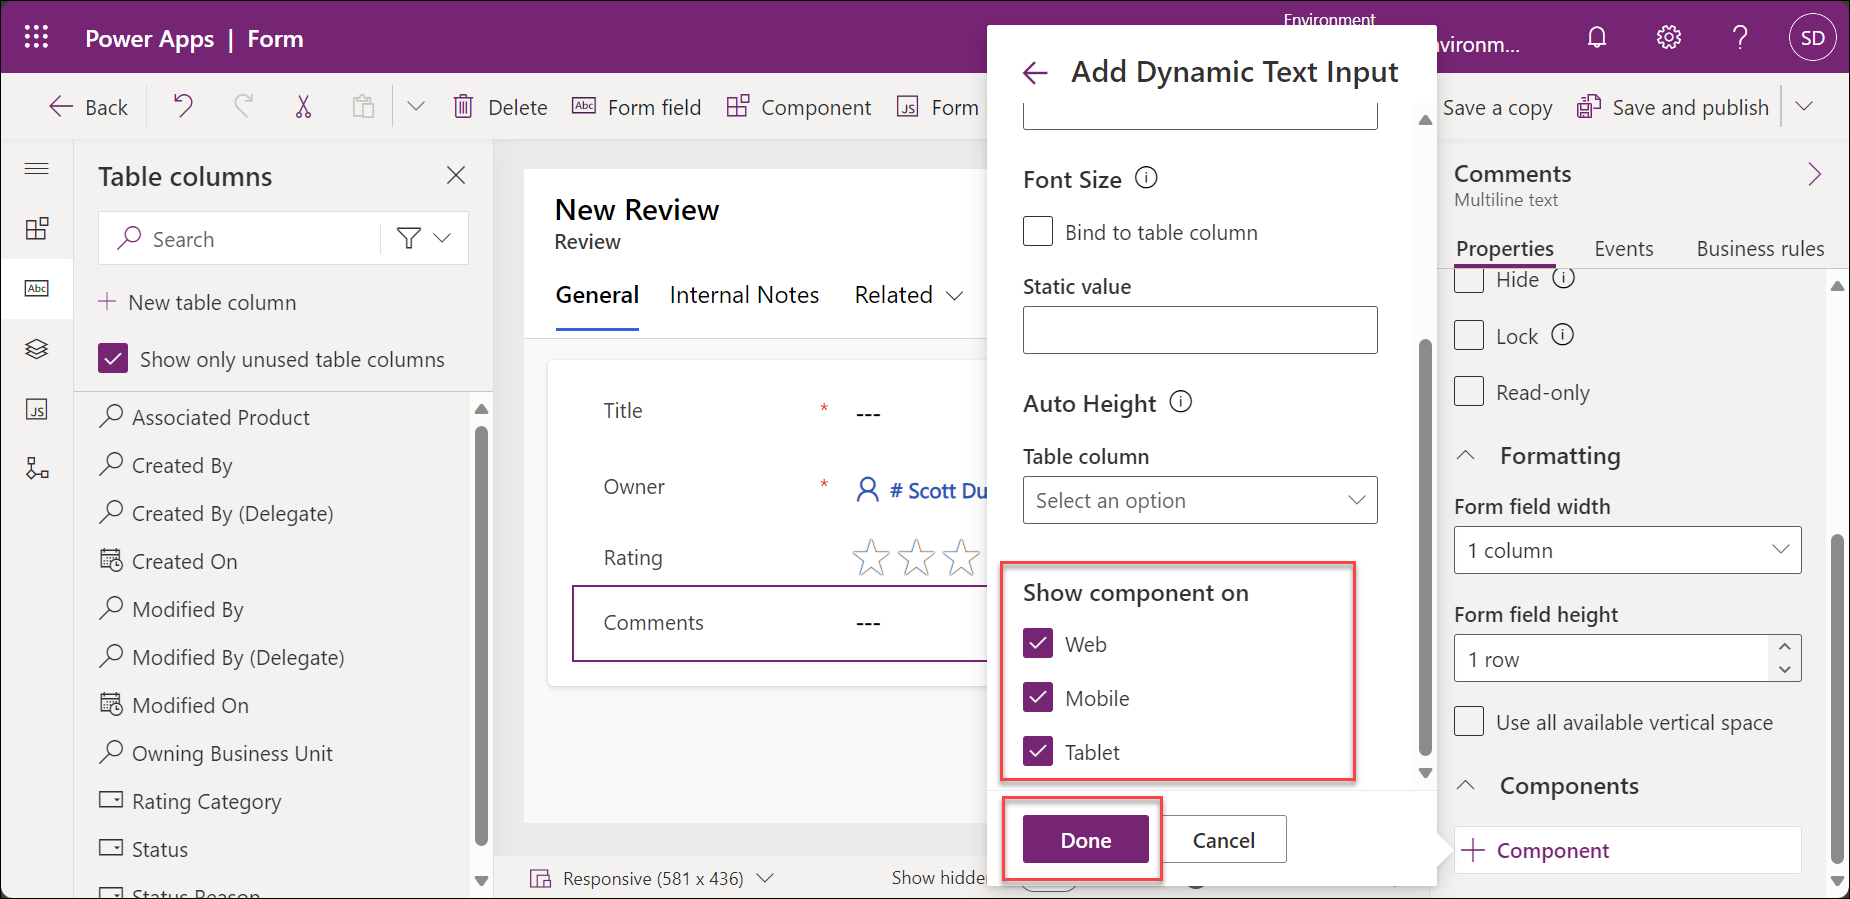 Power Apps | Form
Environment
vironm...
SD
Back
Delete
Abc
Form field
Component
JS
Form
Save a copy
Save and publish
Table columns
Search
New table column
Show only unused table columns
Abc
JS
Associated Product
Created By
Created By (Delegate)
Created On
Modified By
Modified By (Delegate)
Modified On
Owning Business Unit
Rating Category
Status
Status Reason
New Review
Review
General
Internal Notes
Related
Title
*
---
Owner
*
# Scott Du
Rating
Comments
---
Responsive (581 x 436)
Show hidde
Add Dynamic Text Input
Font Size
Bind to table column
Static value
Auto Height
Table column
Select an option
Show component on
Web
Mobile
Tablet
Done
Cancel
Comments
Multiline text
Properties
Events
Business rules
Hide
Lock
Read-only
Formatting
Form field width
1 column
Form field height
1 row
Use all available vertical space
Components
Component